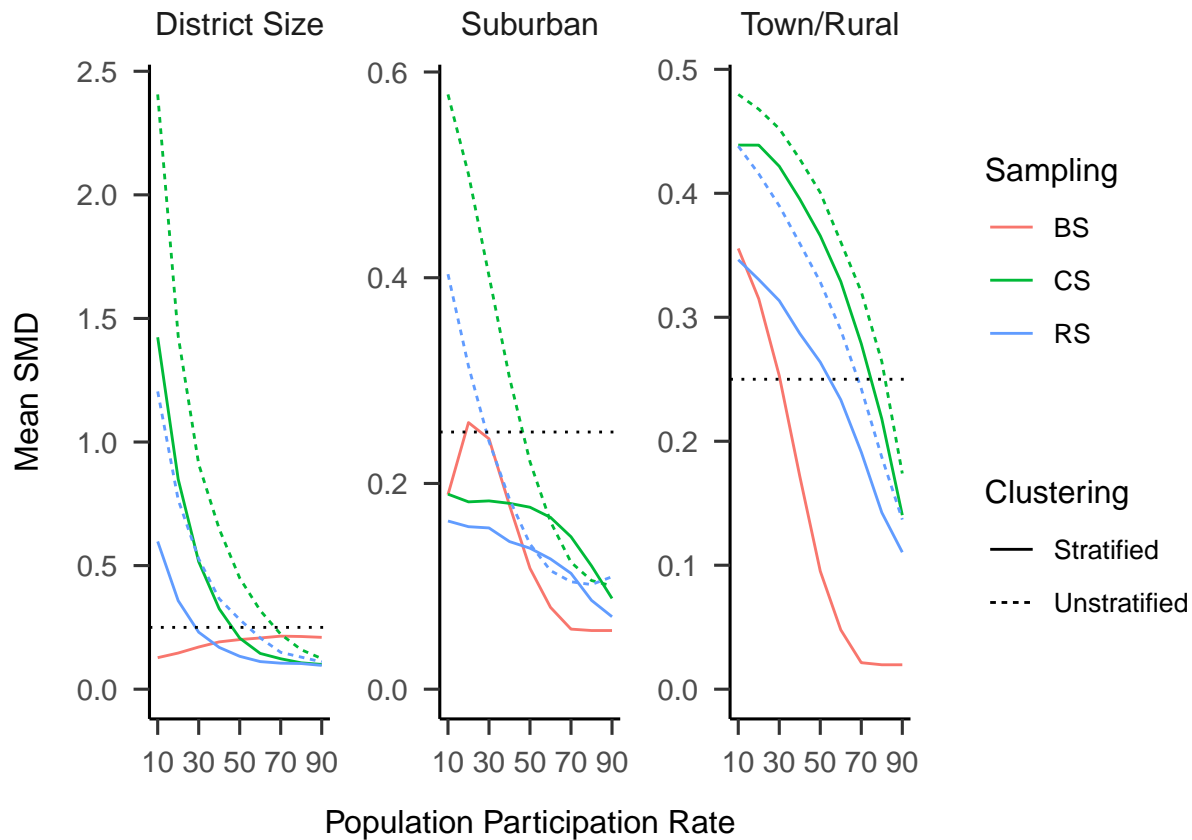 District Size
Suburban
Town/Rural
Mean SMD
2.5
2.0
1.5
1.0
0.5
0.0
0.6
0.4
0.2
0.0
0.5
0.4
0.3
0.2
0.1
0.0
10 30 50 70 90
10 30 50 70 90
10 30 50 70 90
Population Participation Rate
Sampling
BS
CS
RS
Clustering
Stratified
Unstratified